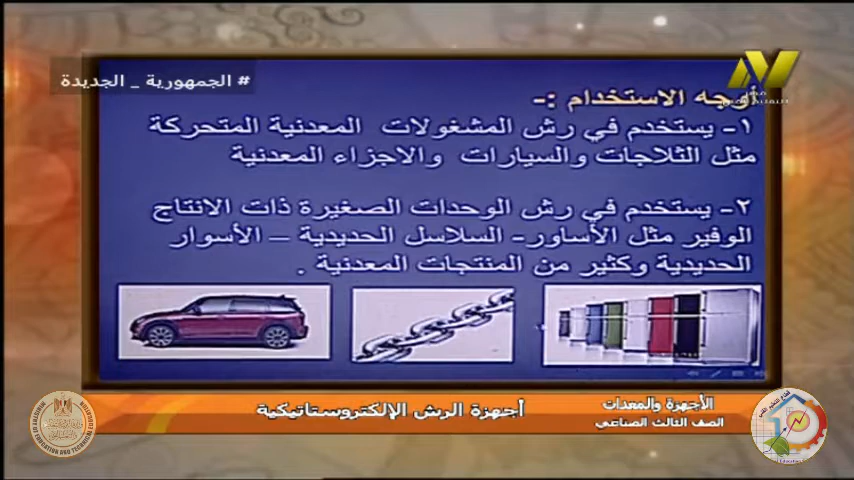 # الجمهورية _ الجديدة
أوجه الاستخدام :-
١- يستخدم في رش المشغولات المعدنية المتحركة
مثل الثلاجات والسيارات والاجزاء المعدنية
٢- يستخدم في رش الوحدات الصغيرة ذات الانتاج
الوفير مثل الأساور- السلاسل الحديدية – الأسوار
الحديدية وكثير من المنتجات المعدنية .
الأجهزة والمعدات
الصف الثالث الصناعي
أجهزة الرش الإلكتروستاتيكية